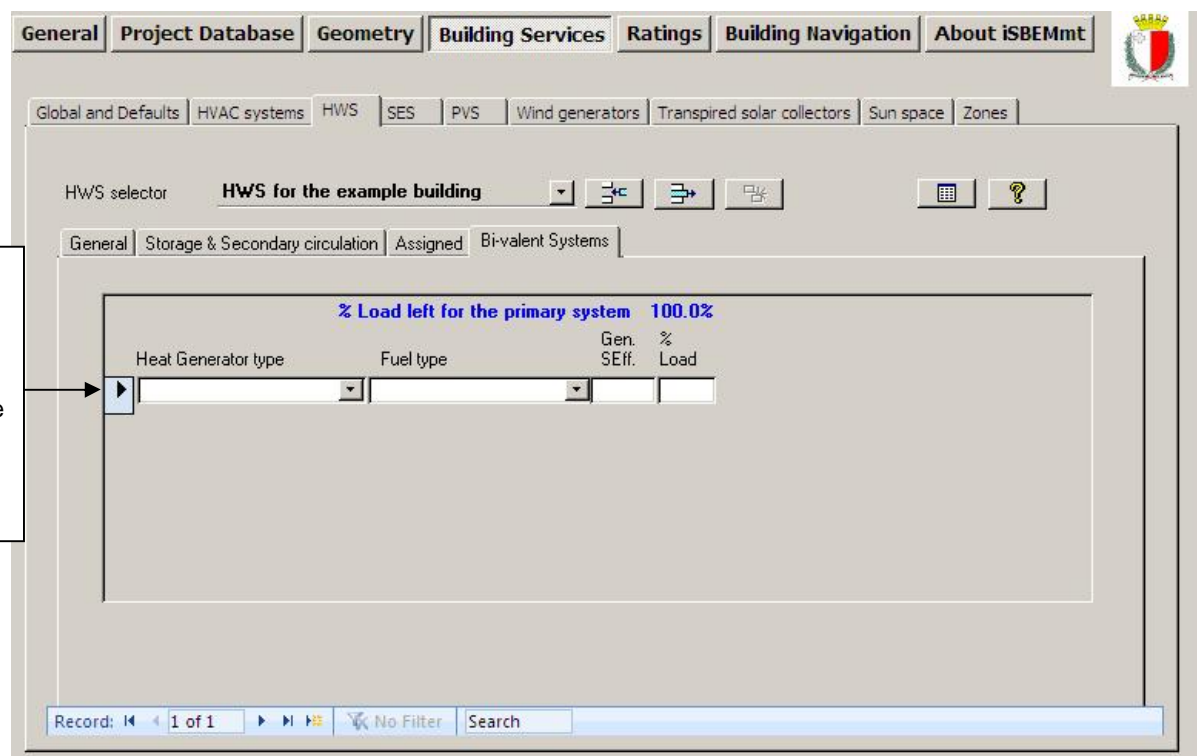 General Project Database Geometry Building Services Ratings Building Navigation About iSBEMmt
Global and Defaults HVAC systems HWS SES PVS Wind generators Transpired solar collectors Sun space Zones
HWS selector HWS for the example building
General Storage & Secondary circulation Assigned Bi-valent Systems
% Load left for the primary system 100.0%
Gen. %
Heat Generator type Fuel type SEff. Load
e
Record: 1 of 1 No Filter Search